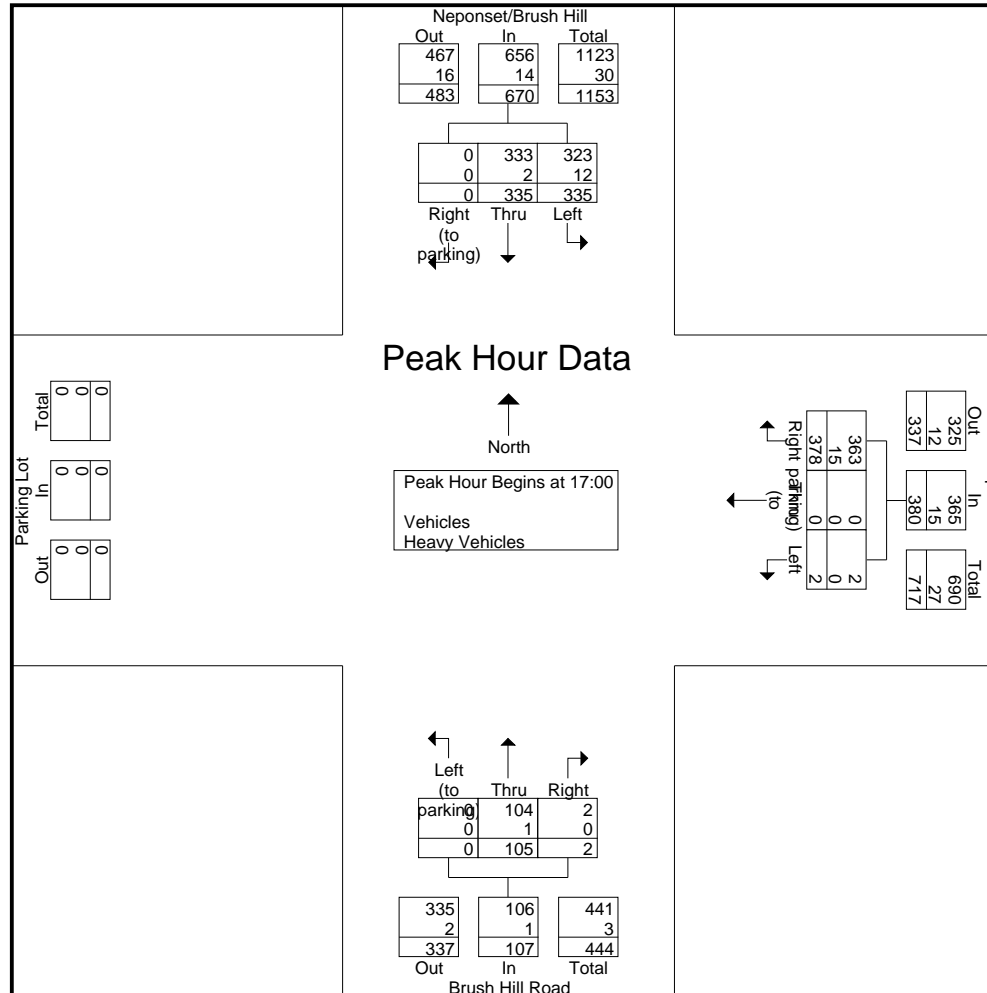 Neponset/Brush Hill
Out In Total
467 656 1123
16 14 30
483 670 1153
0 333 323
0 2 12
0 335 335
Right Thru Left
(to
parking)
Peak Hour Data
North
Peak Hour Begins at 17:00
Vehicles
Heavy Vehicles
Parking Lot
Total
0
0
0
In
0
0
0
Out
0
0
0
Right
363
15
378
Thru
(to
parking)
0
0
0
Left
2
0
2
Out
325
12
337
In
365
15
380
Total
690
27
717
Left
(to Thru Right
parking)
0 104 2
0 1 0
0 105 2
335 106 441
2 1 3
337 107 444
Out In Total
Brush Hill Road